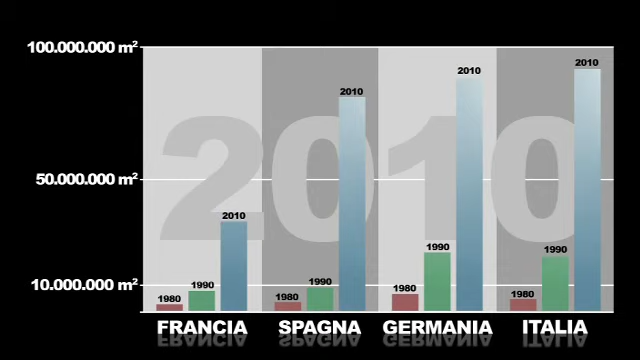 100.000.000 m²
50.000.000 m²
10.000.000 m²
2010
1980 1990 2010
1980 1990 2010
1980 1990 2010
1980 1990 2010
FRANCIA SPAGNA GERMANIA ITALIA